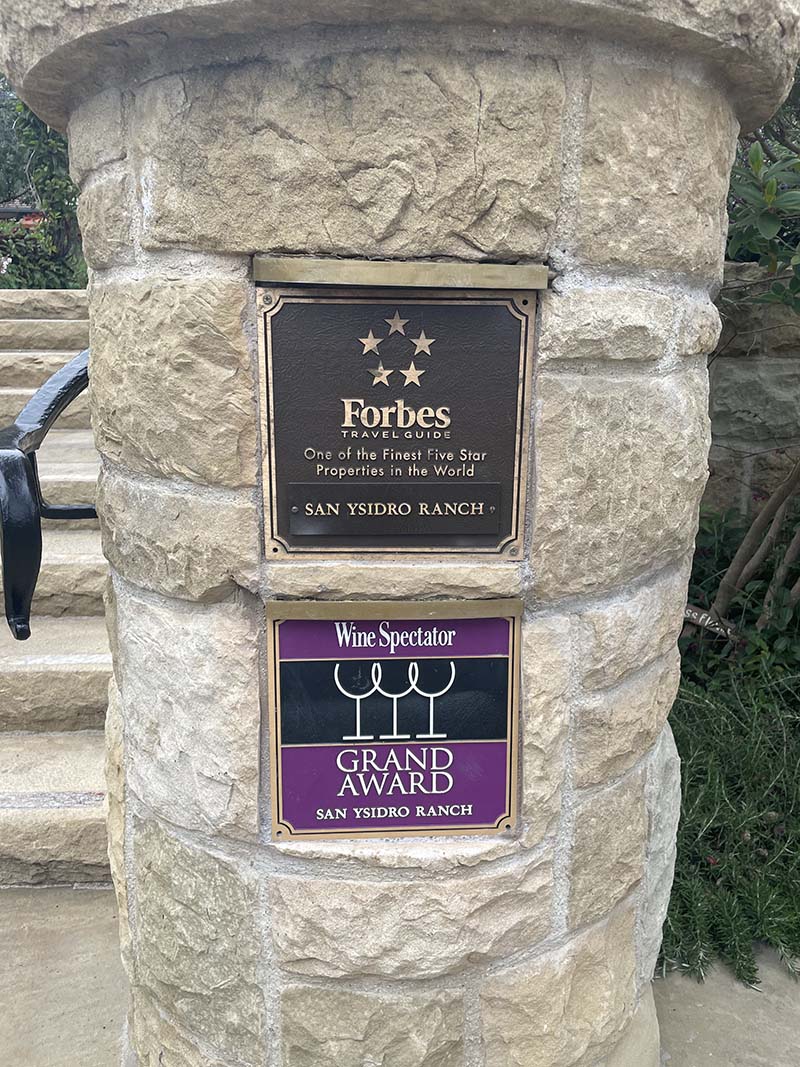 Forbes
TRAVEL GUIDE
One of the Finest Five Star
Properties in the World
SAN YSIDRO RANCH
Wine Spectator
GRAND
AWARD
SAN YSIDRO RANCH